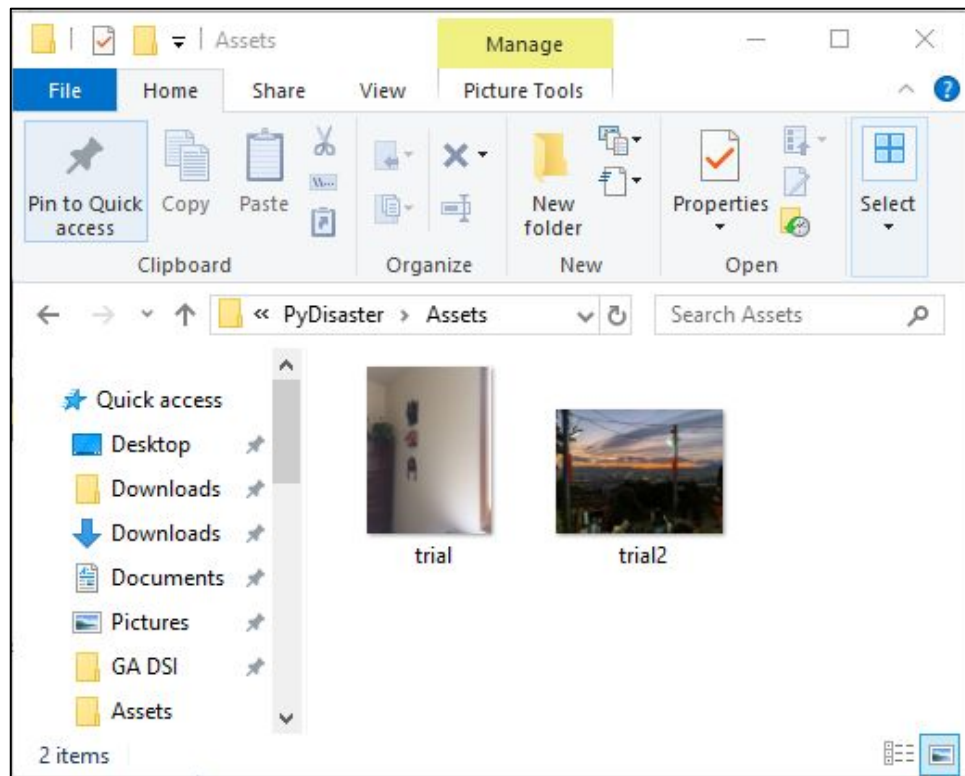 Assets
Manage
File Home Share View Picture Tools
Pin to Quick access
Copy
Paste
Clipboard
Organize
New folder
New
Properties
Open
Select
« PyDisaster > Assets
Search Assets
Quick access
Desktop
Downloads
Downloads
Documents
Pictures
GA DSI
Assets
trial
trial2
2 items